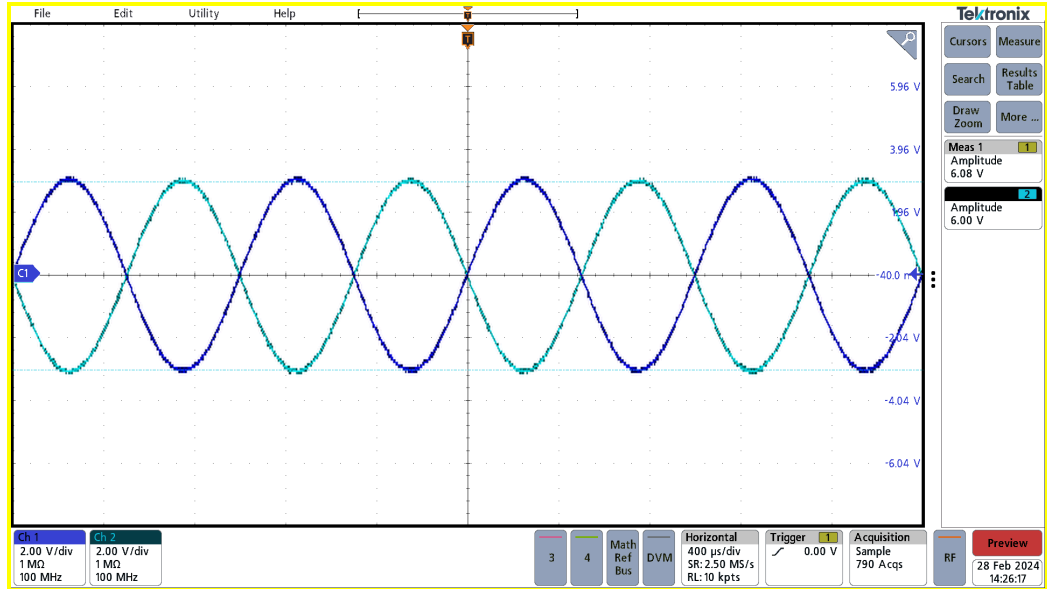 File Edit Utility Help
Tektronix
T
T
Cursors Measure
Search Results
Table
Draw
Zoom More ...
Meas 1 1
Amplitude
6.08 V
2
Amplitude
6.00 V
5.96 V
3.96 V
1.96 V
C1
-40.0 m
-2.04 V
-4.04 V
-6.04 V
Ch 1
2.00 V/div
1 MΩ
100 MHz
Ch 2
2.00 V/div
1 MΩ
100 MHz
3
4
Math
Ref
Bus
DVM
Horizontal
400 µs/div
SR: 2.50 MS/s
RL: 10 kpts
Trigger 1
0.00 V
Acquisition
Sample
790 Acqs
RF
Preview
28 Feb 2024
14:26:17